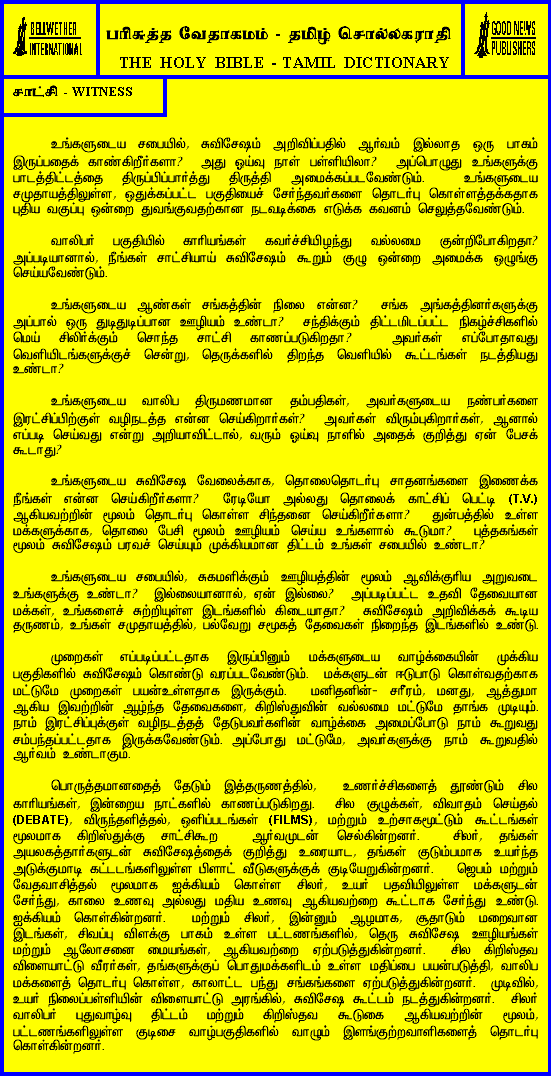 BELLWETHER
INTERNATIONAL
பரிசுத்த வேதாகமம் - தமிழ் சொல்லகராதி
THE HOLY BIBLE - TAMIL DICTIONARY
GOOD NEWS
PUBLISHERS
சாட்சி - WITNESS
உங்களுடைய சபையில், சுவிசேஷம் அறிவிப்பதில் ஆர்வம் இல்லாத ஒரு பாகம்
இருப்பதைக் காண்கிறீர்களா? அது ஓய்வு நாள் பள்ளியிலா? அப்பொழுது உங்களுக்கு
பாடத்திட்டத்தை திருப்பிப்பார்த்து திருத்தி அமைக்கப்படவேண்டும். உங்களுடைய
சமுதாயத்திலுள்ள, ஒதுக்கப்பட்ட பகுதியைச் சேர்ந்தவர்களை தொடர்பு கொள்ளத்தக்கதாக
புதிய வகுப்பு ஒன்றை துவங்குவதற்கான நடவடிக்கை எடுக்க கவனம் செலுத்தவேண்டும்.
வாலிபர் பகுதியில் காரியங்கள் கவர்ச்சியிழந்து வல்லமை குன்றிபோகிறதா?
அப்படியானால், நீங்கள் சாட்சியாய் சுவிசேஷம் கூறும் குழு ஒன்றை அமைக்க ஒழுங்கு
செய்யவேண்டும்.
உங்களுடைய ஆண்கள் சங்கத்தின் நிலை என்ன? சங்க அங்கத்தினர்களுக்கு
அப்பால் ஒரு துடிதுடிப்பான ஊழியம் உண்டா? சந்திக்கும் திட்டமிடப்பட்ட நிகழ்ச்சிகளில்
மெய் சிலிர்க்கும் சொந்த சாட்சி காணப்படுகிறதா? அவர்கள் எப்போதாவது
வெளியிடங்களுக்குச் சென்று, தெருக்களில் திறந்த வெளியில் கூட்டங்கள் நடத்தியது
உண்டா?
உங்களுடைய வாலிப திருமணமான தம்பதிகள், அவர்களுடைய நண்பர்களை
இரட்சிப்பிற்குள் வழிநடத்த என்ன செய்கிறார்கள்? அவர்கள் விரும்புகிறார்கள், ஆனால்
எப்படி செய்வது என்று அறியாவிட்டால், வரும் ஓய்வு நாளில் அதைக் குறித்து ஏன் பேசக்
கூடாது?
உங்களுடைய சுவிசேஷ வேலைக்காக, தொலைதொடர்பு சாதனங்களை இணைக்க
நீங்கள் என்ன செய்கிறீர்களா? ரேடியோ அல்லது தொலைக் காட்சிப் பெட்டி (T.V.)
ஆகியவற்றின் மூலம் தொடர்பு கொள்ள சிந்தனை செய்கிறீர்களா? துன்பத்தில் உள்ள
மக்களுக்காக, தொலை பேசி மூலம் ஊழியம் செய்ய உங்களால் கூடுமா? புத்தகங்கள்
மூலம் சுவிசேஷம் பரவச் செய்யும் முக்கியமான திட்டம் உங்கள் சபையில் உண்டா?
உங்களுடைய சபையில், சுகமளிக்கும் ஊழியத்தின் மூலம் ஆவிக்குரிய அறுவடை
உங்களுக்கு உண்டா? இல்லையானால், ஏன் இல்லை? அப்படிப்பட்ட உதவி தேவையான
மக்கள், உங்களைச் சுற்றியுள்ள இடங்களில் கிடையாதா? சுவிசேஷம் அறிவிக்கக் கூடிய
தருணம், உங்கள் சமுதாயத்தில், பல்வேறு சமூகத் தேவைகள் நிறைந்த இடங்களில் உண்டு.
முறைகள் எப்படிப்பட்டதாக இருப்பினும் மக்களுடைய வாழ்க்கையின் முக்கிய
பகுதிகளில் சுவிசேஷம் கொண்டு வரப்படவேண்டும். மக்களுடன் ஈடுபாடு கொள்வதற்காக
மட்டுமே முறைகள் பயன்உள்ளதாக இருக்கும். மனிதனின்- சரீரம், மனது, ஆத்துமா
ஆகிய இவற்றின் ஆழ்ந்த தேவைகளை, கிறிஸ்துவின் வல்லமை மட்டுமே தாங்க முடியும்.
நாம் இரட்சிப்புக்குள் வழிநடத்தத் தேடுபவர்களின் வாழ்க்கை அமைப்போடு நாம் கூறுவது
சம்பந்தப்பட்டதாக இருக்கவேண்டும். அப்போது மட்டுமே, அவர்களுக்கு நாம் கூறுவதில்
ஆர்வம் உண்டாகும்.
பொருத்தமானதைத் தேடும் இத்தருணத்தில், உணர்ச்சிகளைத் தூண்டும் சில
காரியங்கள், இன்றைய நாட்களில் காணப்படுகிறது. சில குழுக்கள், விவாதம் செய்தல்
(DEBATE), விருந்தளித்தல், ஒளிப்படங்கள் (FILMS), மற்றும் உற்சாகமூட்டும் கூட்டங்கள்
மூலமாக கிறிஸ்துக்கு சாட்சிகூற ஆர்வமுடன் செல்கின்றனர். சிலர், தங்கள்
அயலகத்தார்களுடன் சுவிசேஷத்தைக் குறித்து உரையாட, தங்கள் குடும்பமாக உயர்ந்த
அடுக்குமாடி கட்டடங்களிலுள்ள பிளாட் வீடுகளுக்குக் குடியேறுகின்றனர். ஜெபம் மற்றும்
வேதவாசித்தல் மூலமாக ஐக்கியம் கொள்ள சிலர், உயர் பதவியிலுள்ள மக்களுடன்
சேர்ந்து, காலை உணவு அல்லது மதிய உணவு ஆகியவற்றை கூட்டாக சேர்ந்து உண்டு.
ஐக்கியம் கொள்கின்றனர். மற்றும் சிலர், இன்னும் ஆழமாக, சூதாடும் மறைவான
இடங்கள், சிவப்பு விளக்கு பாகம் உள்ள பட்டணங்களில், தெரு சுவிசேஷ ஊழியங்கள்
மற்றும் ஆலோசனை மையங்கள், ஆகியவற்றை ஏற்படுத்துகின்றனர். சில கிறிஸ்தவ
விளையாட்டு வீரர்கள், தங்களுக்குப் பொதுமக்களிடம் உள்ள மதிப்பை பயன்படுத்தி, வாலிப
மக்களைத் தொடர்பு கொள்ள, காலாட்ட பந்து சங்கங்களை ஏற்படுத்துகின்றனர். முடிவில்,
உயர் நிலைப்பள்ளியின் விளையாட்டு அரங்கில், சுவிசேஷ கூட்டம் நடத்துகின்றனர். சிலர்
வாலிபர் புதுவாழ்வு திட்டம் மற்றும் கிறிஸ்தவ கூடுகை ஆகியவற்றின் மூலம்,
பட்டணங்களிலுள்ள குடிசை வாழ்பகுதிகளில் வாழும் இளங்குற்றவாளிகளைத் தொடர்பு
கொள்கின்றனர்.